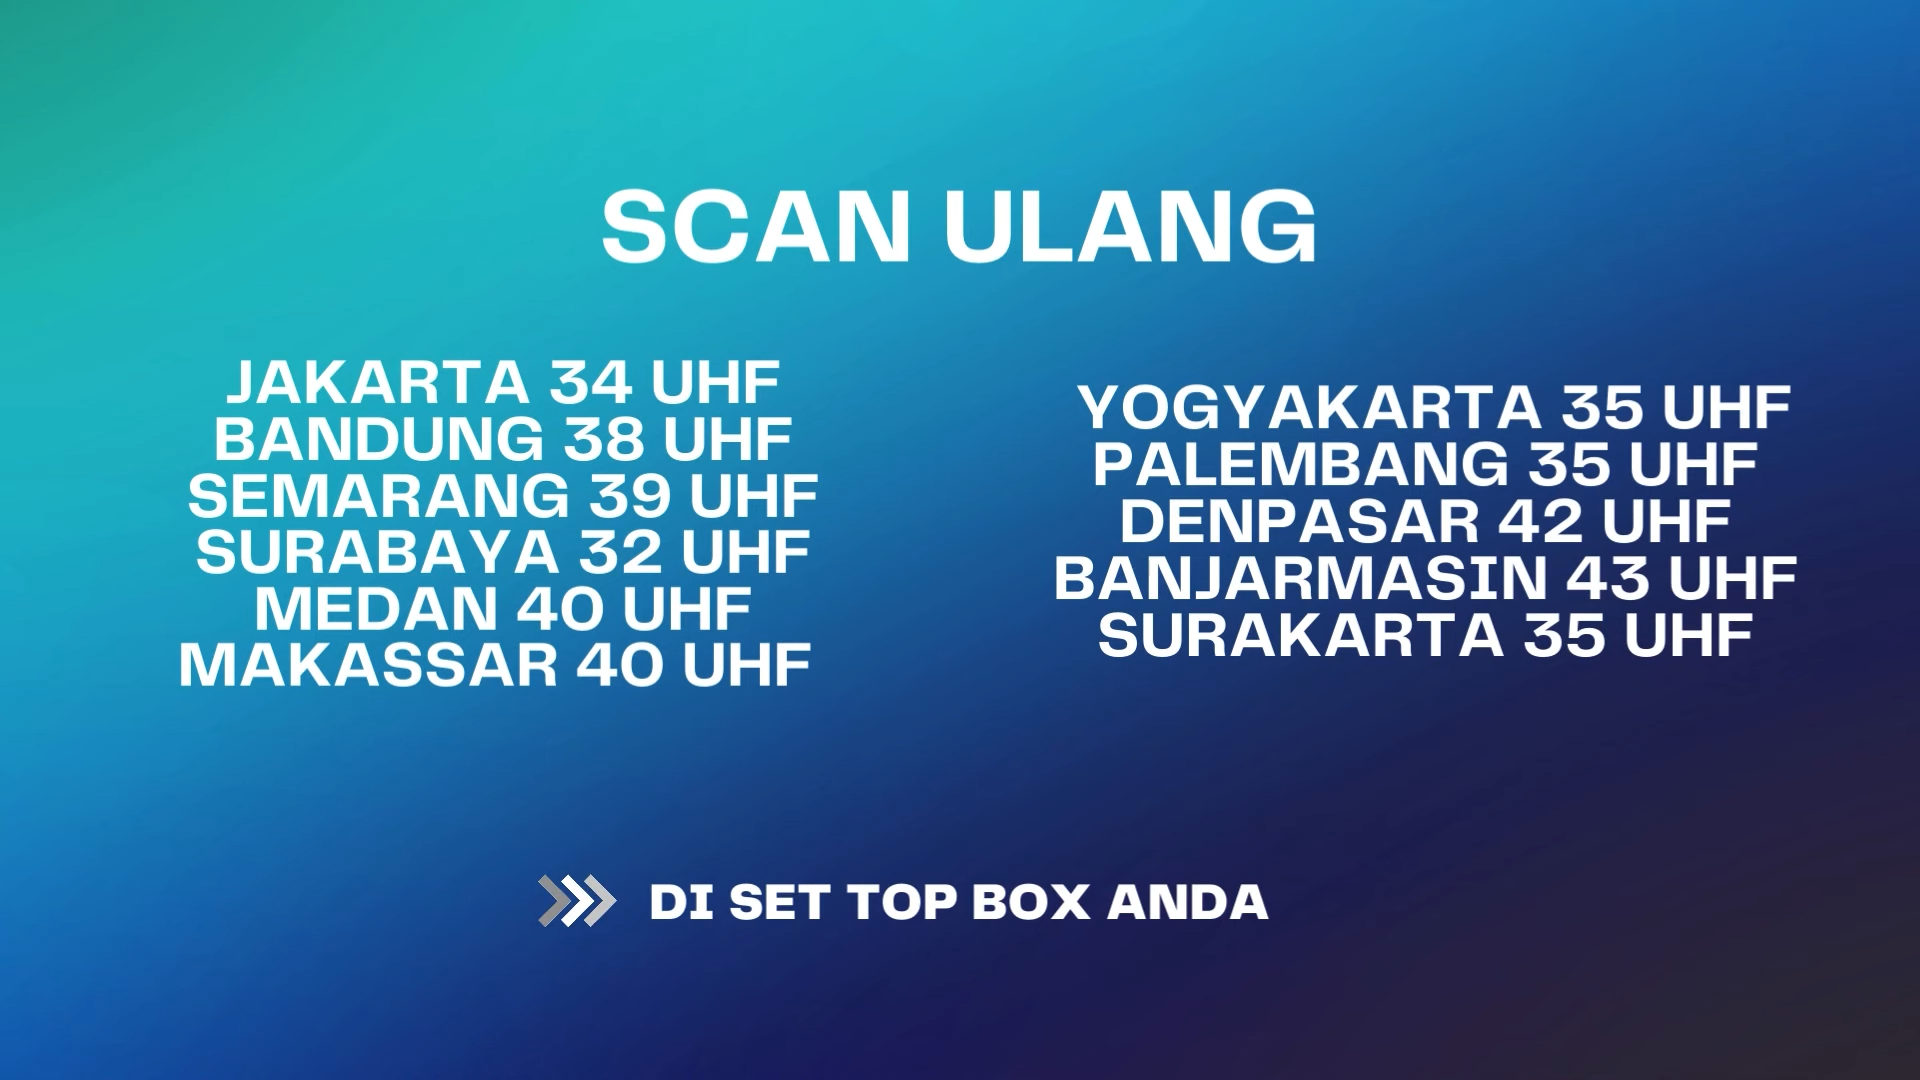 SCAN ULANG
JAKARTA 34 UHF
BANDUNG 38 UHF
SEMARANG 39 UHF
SURABAYA 32 UHF
MEDAN 40 UHF
MAKASSAR 40 UHF
YOGYAKARTA 35 UHF
PALEMBANG 35 UHF
DENPASAR 42 UHF
BANJARMASIN 43 UHF
SURAKARTA 35 UHF
DI SET TOP BOX ANDA